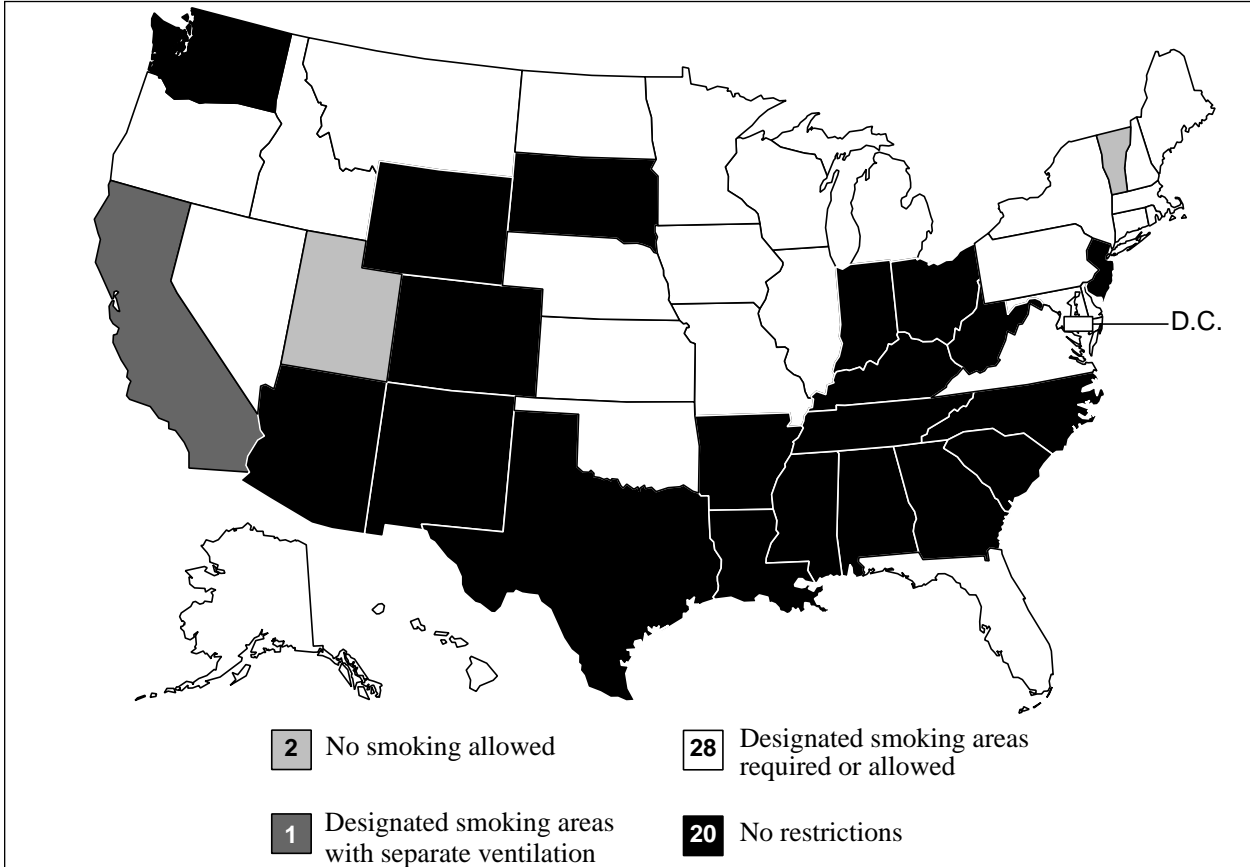 D.C.
2 No smoking allowed
28 Designated smoking areas
required or allowed
1 Designated smoking areas
with separate ventilation
20 No restrictions